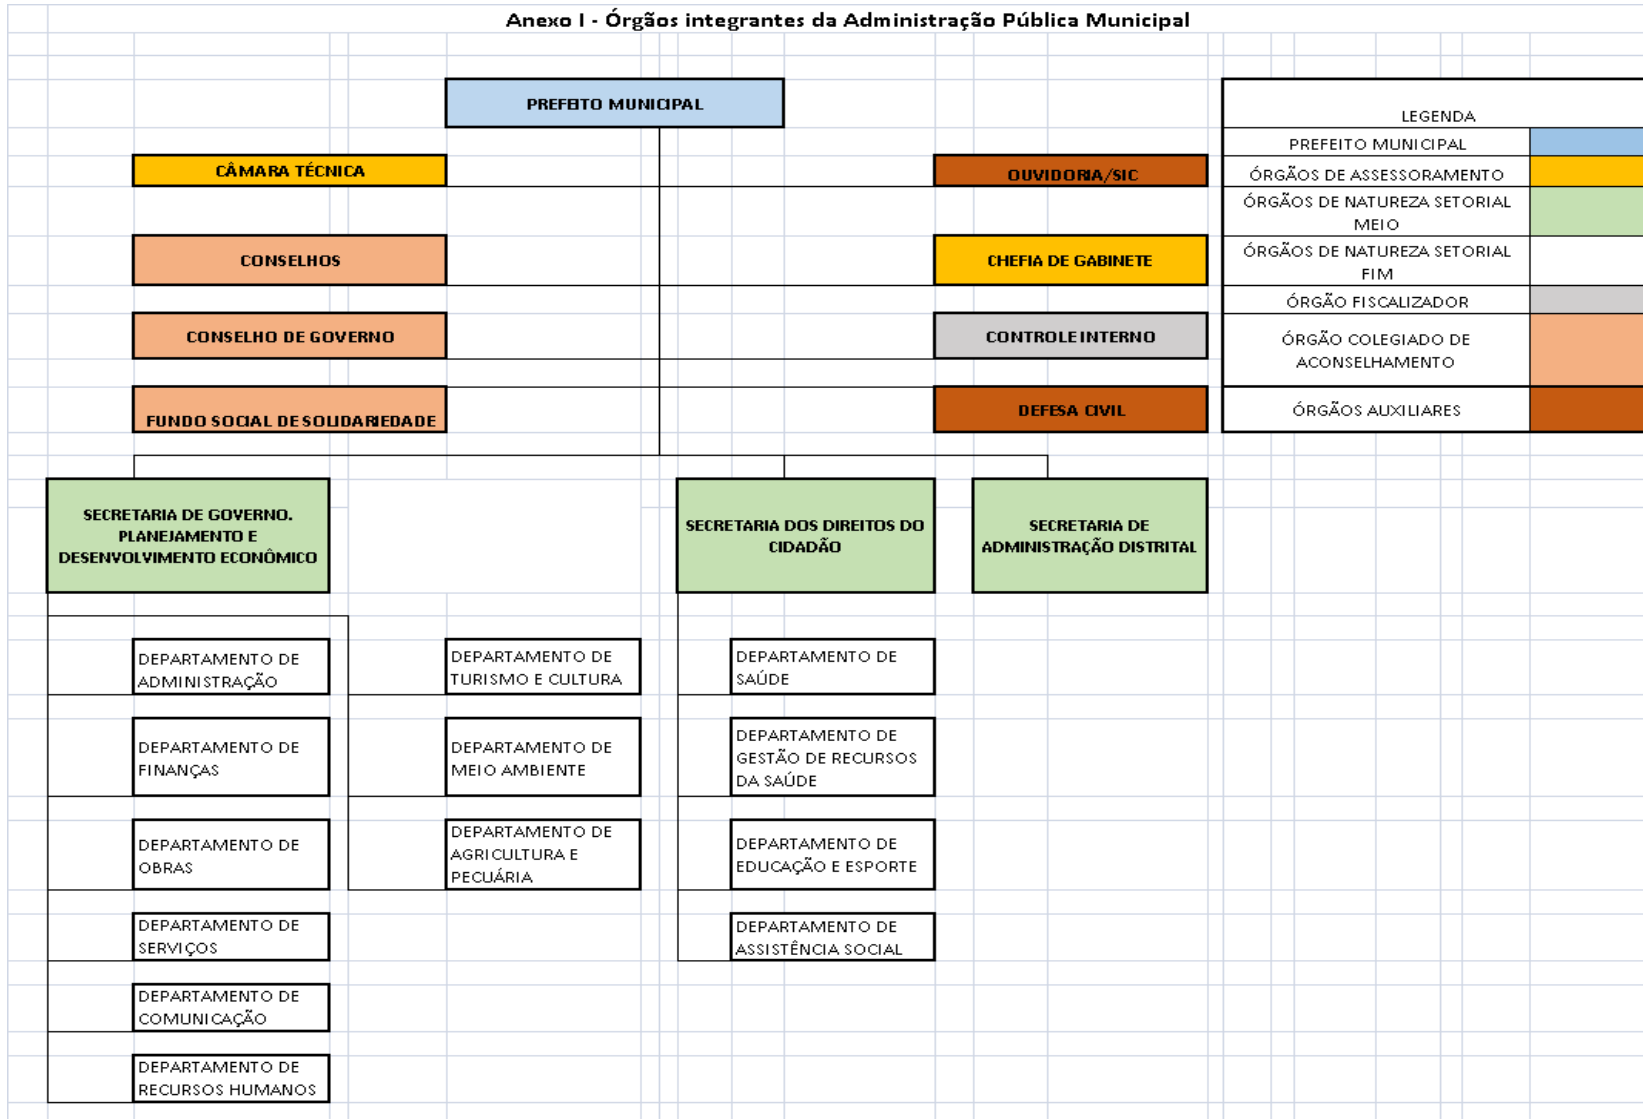 Anexo I - Órgãos integrantes da Administração Pública Municipal
PREFEITO MUNICIPAL
CÂMARA TÉCNICA
OUVIDORIA/SIC
CONSELHOS
CHEFIA DE GABINETE
CONSELHO DE GOVERNO
CONTROLE INTERNO
FUNDO SOCIAL DE SOLIDARIEDADE
DEFESA CIVIL
LEGENDA
PREFEITO MUNICIPAL
ÓRGÃOS DE ASSESSORAMENTO
ÓRGÃOS DE NATUREZA SETORIAL
MEIO
ÓRGÃOS DE NATUREZA SETORIAL
FIM
ÓRGÃO FISCALIZADOR
ÓRGÃO COLEGIADO DE
ACONSELHAMENTO
ÓRGÃOS AUXILIARES
SECRETARIA DE GOVERNO.
PLANEJAMENTO E
DESENVOLVIMENTO ECONÔMICO
SECRETARIA DOS DIREITOS DO
CIDADÃO
SECRETARIA DE
ADMINISTRAÇÃO DISTRITAL
DEPARTAMENTO DE
ADMINISTRAÇÃO
DEPARTAMENTO DE
FINANÇAS
DEPARTAMENTO DE
OBRAS
DEPARTAMENTO DE
SERVIÇOS
DEPARTAMENTO DE
COMUNICAÇÃO
DEPARTAMENTO DE
RECURSOS HUMANOS
DEPARTAMENTO DE
TURISMO E CULTURA
DEPARTAMENTO DE
MEIO AMBIENTE
DEPARTAMENTO DE
AGRICULTURA E
PECUÁRIA
DEPARTAMENTO DE
SAÚDE
DEPARTAMENTO DE
GESTÃO DE RECURSOS
DA SAÚDE
DEPARTAMENTO DE
EDUCAÇÃO E ESPORTE
DEPARTAMENTO DE
ASSISTÊNCIA SOCIAL